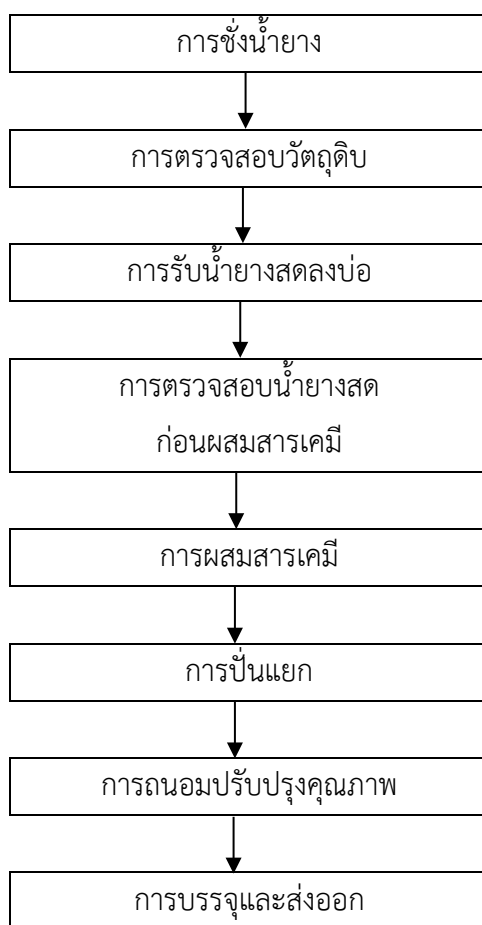 การชั่งน้ำยาง
การตรวจสอบวัตถุดิบ
การรับน้ำยางสดลงบ่อ
การตรวจสอบน้ำยางสด
ก่อนผสมสารเคมี
การผสมสารเคมี
การปั่นแยก
การถนอมปรับปรุงคุณภาพ
การบรรจุและส่งออก